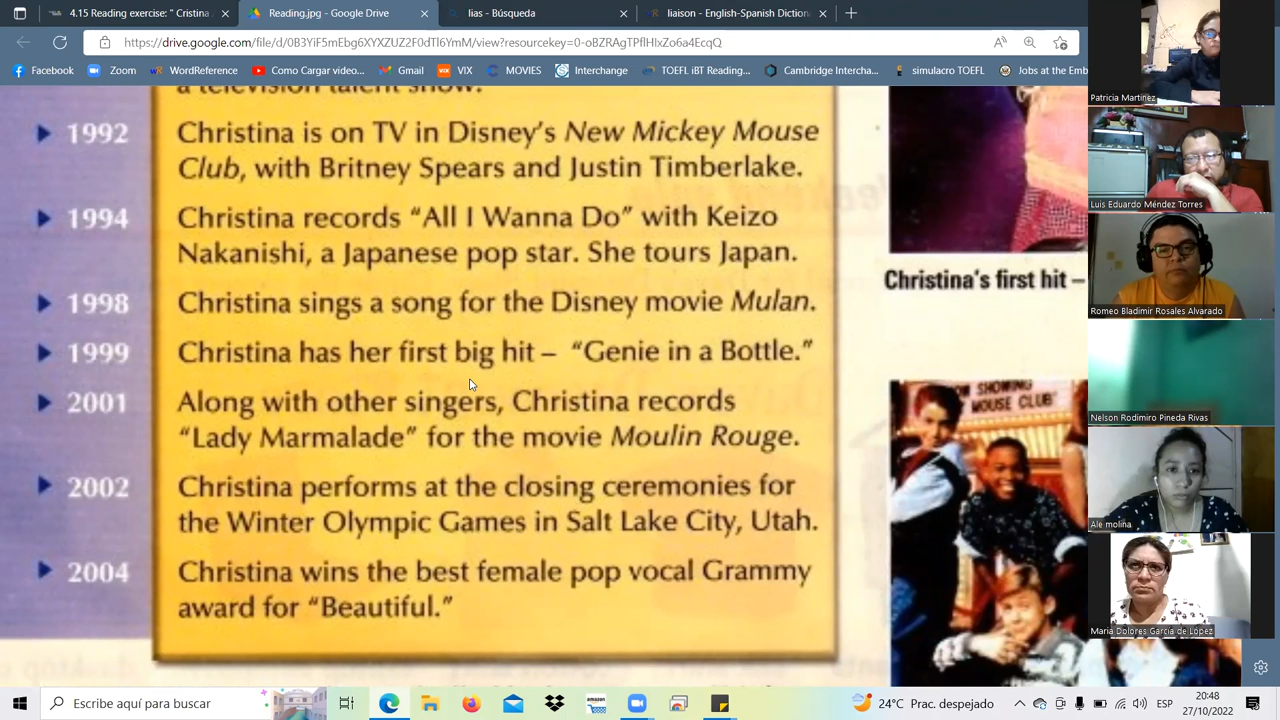 4.15 Reading exercise: " Cristina
Reading.jpg - Google Drive
lias - Búsqueda
liaison - English-Spanish Diction
https://drive.google.com/file/d/0B3YiF5mEbg6XYXZUZ2F0dTl6YmM/view?resourcekey=0-oBZRAgTPflHlxZo6a4EcqQ
Facebook
Zoom
WordReference
Como Cargar video...
Gmail
VIX
MOVIES
Interchange
TOEFL iBT Reading...
Cambridge Intercha...
simulacro TOEFL
Jobs at the Emb
a television talent show.
1992 Christina is on TV in Disney's New Mickey Mouse
Club, with Britney Spears and Justin Timberlake.
1994 Christina records "All I Wanna Do" with Keizo
Nakanishi, a Japanese pop star. She tours Japan.
1998 Christina sings a song for the Disney movie Mulan.
1999 Christina has her first big hit – "Genie in a Bottle."
2001 Along with other singers, Christina records
"Lady Marmalade" for the movie Moulin Rouge.
2002 Christina performs at the closing ceremonies for
the Winter Olympic Games in Salt Lake City, Utah.
2004 Christina wins the best female pop vocal Grammy
award for "Beautiful."
Christina's first hit –
OW SHOWING
MOUSE CLUB
Patricia Martinez
Luis Eduardo Méndez Torres
Romeo Bladimir Rosales Alvarado
Nelson Rodimiro Pineda Rivas
Ale molina
Maria Dolores García de López
Escribe aquí para buscar
amazon
24°C Prac. despejado
ESP
20:48
27/10/2022